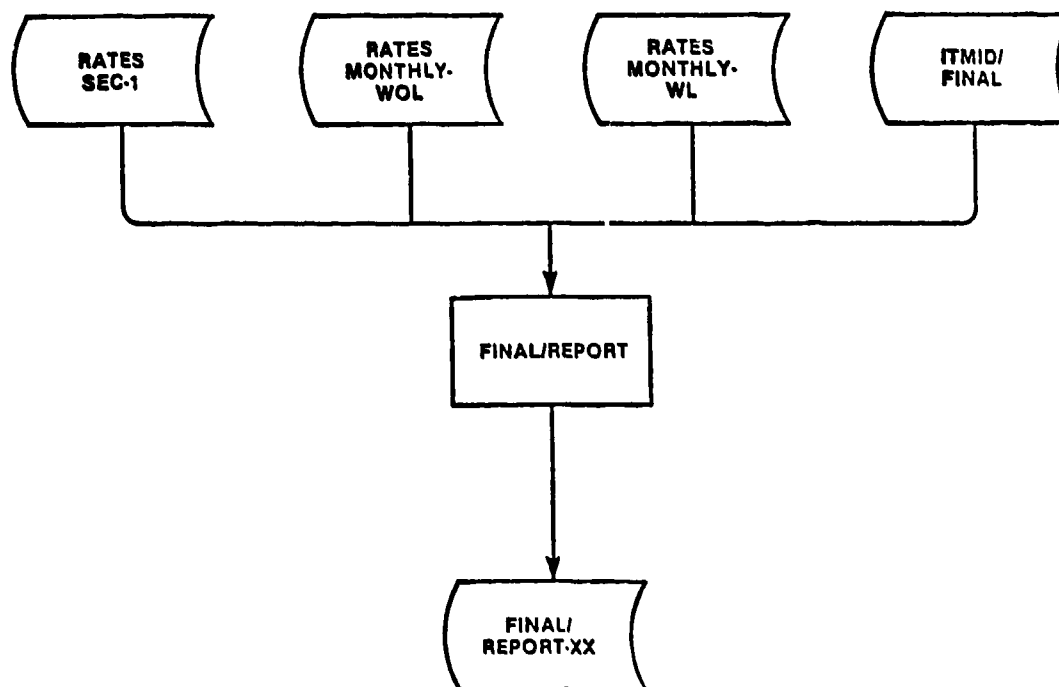 RATES
SEC-1
RATES
MONTHLY-
WOL
RATES
MONTHLY-
WL
ITMID/
FINAL
FINAL/REPORT
FINAL/
REPORT-XX